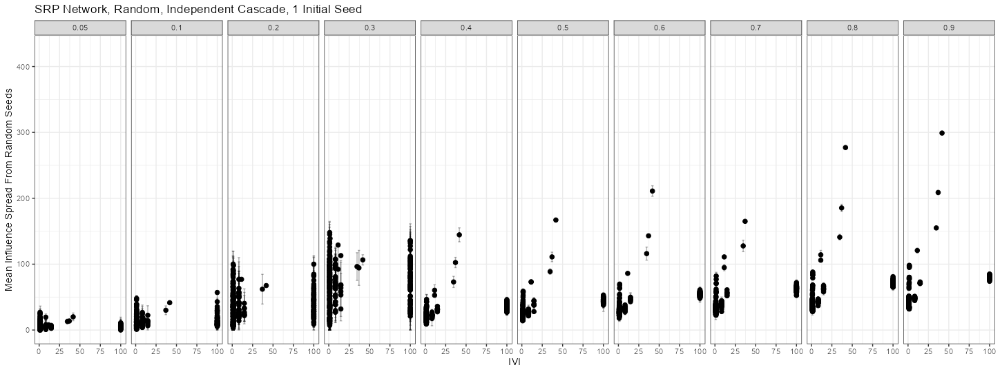 SRP Network, Random, Independent Cascade, 1 Initial Seed
0.05 0.1 0.2 0.3 0.4 0.5 0.6 0.7 0.8 0.9
Mean Influence Spread From Random Seeds
400
300
200
100
0
0 25 50 75 100 0 25 50 75 100 0 25 50 75 100 0 25 50 75 100 0 25 50 75 100 0 25 50 75 100 0 25 50 75 100 0 25 50 75 100 0 25 50 75 100 0 25 50 75 100
IVI